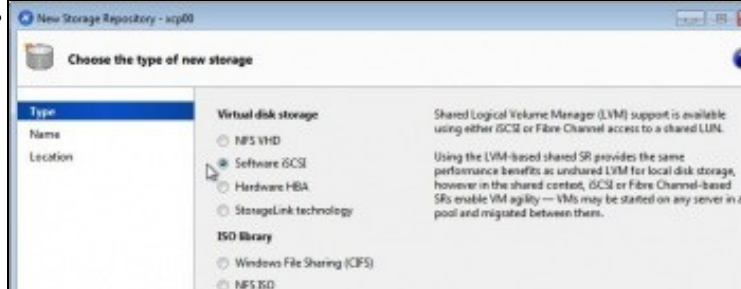 New Storage Repository - xcp00
Choose the type of new storage
Type
Name
Location
Virtual disk storage
NFS VHD
Software iSCSI
Hardware HBA
StorageLink technology
ISO library
Windows File Sharing (CIFS)
NFS ISO
Shared Logical Volume Manager (LVM) support is available
using either iSCSI or Fibre Channel access to a shared LUN.
Using the LVM-based shared SR provides the same
performance benefits as unshared LVM for local disk storage,
however in the shared context, iSCSI or Fibre Channel-based
SRs enable VM agility — VMs may be started on any server in a
pool and migrated between them.